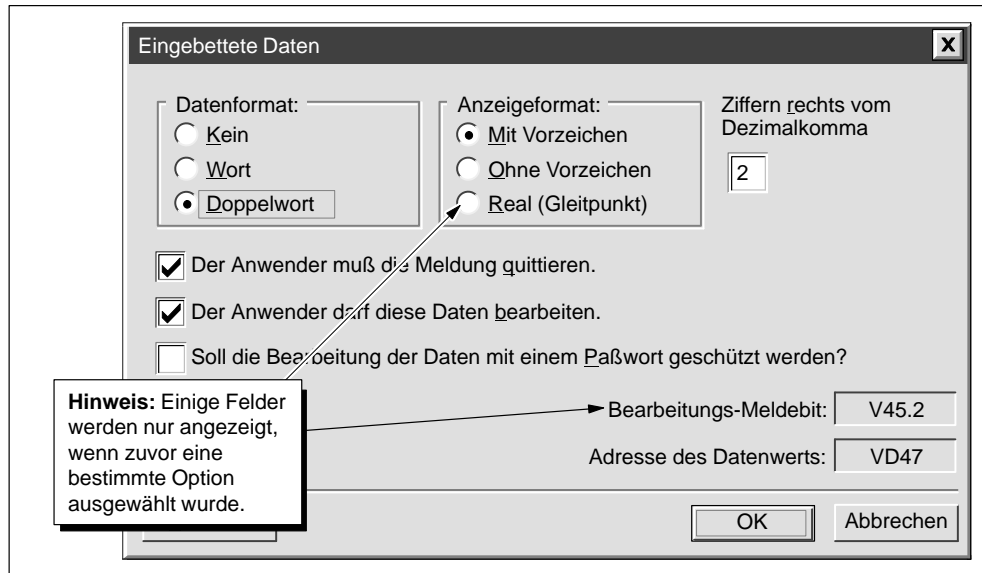 Eingebettete Daten
X
Datenformat:
Kein
Wort
Doppelwort
Anzeigeformat:
Mit Vorzeichen
Ohne Vorzeichen
Real (Gleitpunkt)
Ziffern rechts vom
Dezimalkomma
2
Der Anwender muß die Meldung quittieren.
Der Anwender darf diese Daten bearbeiten.
Soll die Bearbeitung der Daten mit einem Paßwort geschützt werden?
Hinweis: Einige Felder
werden nur angezeigt,
wenn zuvor eine
bestimmte Option
ausgewählt wurde.
Bearbeitungs-Meldebit: V45.2
Adresse des Datenwerts: VD47
OK
Abbrechen